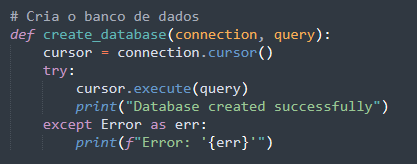 # Cria o banco de dados
def create_database(connection, query):
    cursor = connection.cursor()
    try:
        cursor.execute(query)
        print("Database created successfully")
    except Error as err:
        print(f"Error: '{err}'")